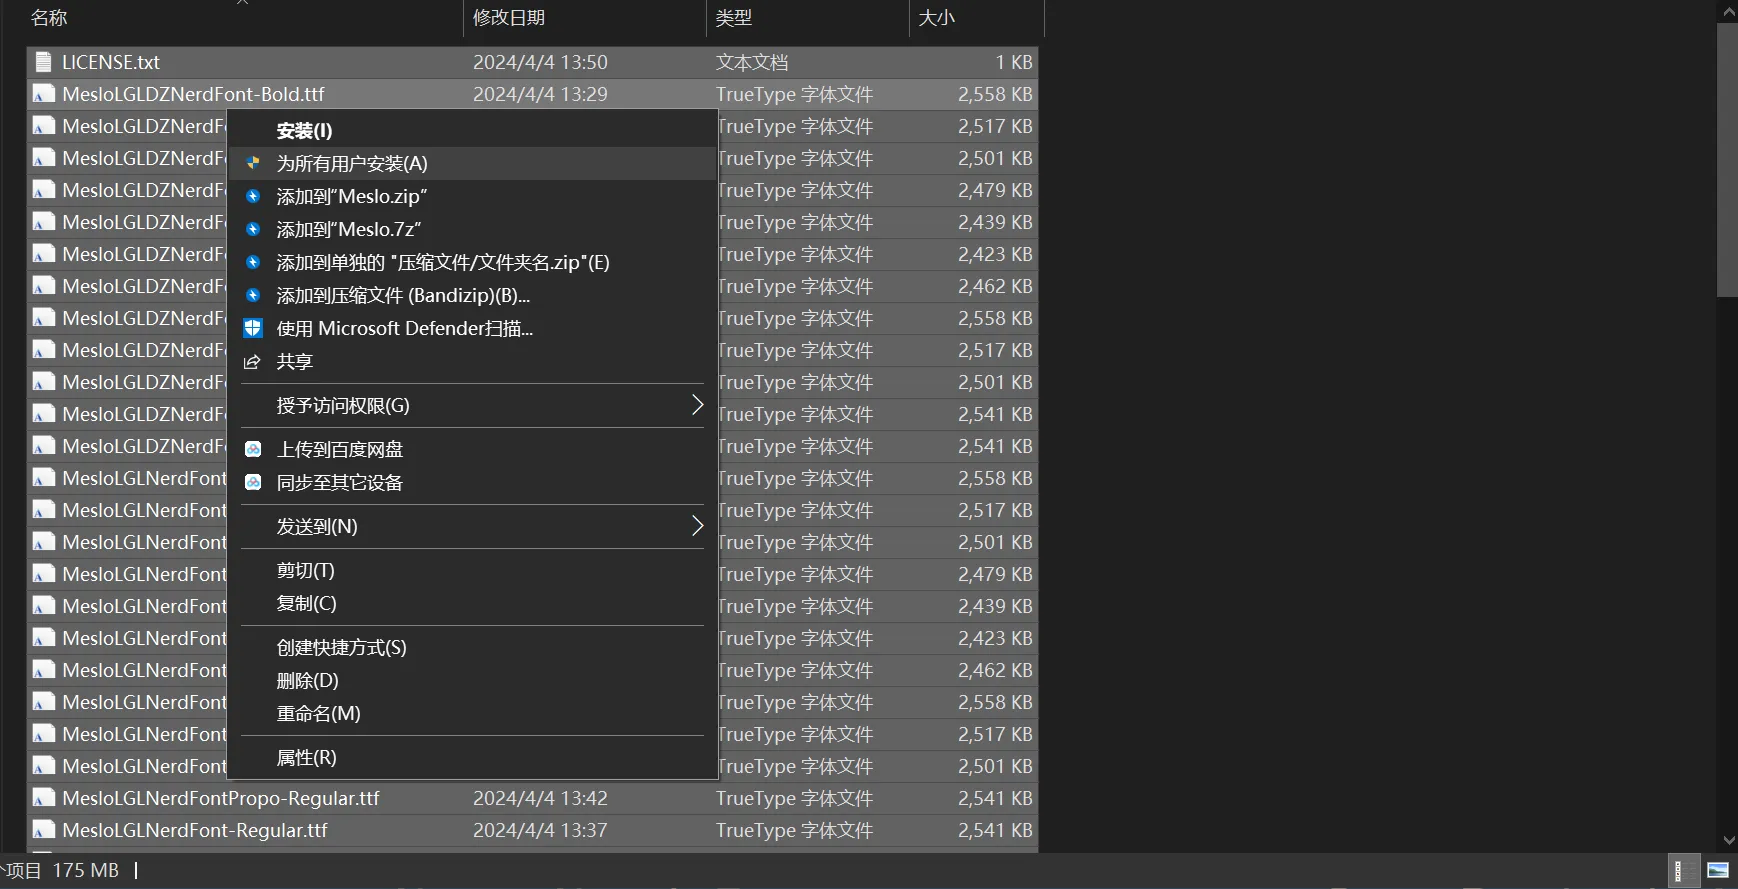 名称 修改日期 类型 大小
LICENSE.txt 2024/4/4 13:50 文本文档 1 KB
MesloLGLDZNerdFont-Bold.ttf 2024/4/4 13:29 TrueType 字体文件 2,558 KB
MesloLGLDZNerdF TrueType 字体文件 2,517 KB
MesloLGLDZNerdF TrueType 字体文件 2,501 KB
MesloLGLDZNerdF TrueType 字体文件 2,479 KB
MesloLGLDZNerdF TrueType 字体文件 2,439 KB
MesloLGLDZNerdF TrueType 字体文件 2,423 KB
MesloLGLDZNerdF TrueType 字体文件 2,462 KB
MesloLGLDZNerdF TrueType 字体文件 2,558 KB
MesloLGLDZNerdF TrueType 字体文件 2,517 KB
MesloLGLDZNerdF TrueType 字体文件 2,501 KB
MesloLGLDZNerdF TrueType 字体文件 2,541 KB
MesloLGLDZNerdF TrueType 字体文件 2,541 KB
MesloLGLNerdFont TrueType 字体文件 2,558 KB
MesloLGLNerdFont TrueType 字体文件 2,517 KB
MesloLGLNerdFont TrueType 字体文件 2,501 KB
MesloLGLNerdFont TrueType 字体文件 2,479 KB
MesloLGLNerdFont TrueType 字体文件 2,439 KB
MesloLGLNerdFont TrueType 字体文件 2,423 KB
MesloLGLNerdFont TrueType 字体文件 2,462 KB
MesloLGLNerdFont TrueType 字体文件 2,558 KB
MesloLGLNerdFont TrueType 字体文件 2,517 KB
MesloLGLNerdFont TrueType 字体文件 2,501 KB
MesloLGLNerdFontPropo-Regular.ttf 2024/4/4 13:42 TrueType 字体文件 2,541 KB
MesloLGLNerdFont-Regular.ttf 2024/4/4 13:37 TrueType 字体文件 2,541 KB
安装(I)
为所有用户安装(A)
添加到"Meslo.zip"
添加到"Meslo.7z"
添加到单独的 "压缩文件/文件夹名.zip"(E)
添加到压缩文件 (Bandizip)(B)...
使用 Microsoft Defender扫描...
共享
授予访问权限(G)
上传到百度网盘
同步至其它设备
发送到(N)
剪切(T)
复制(C)
创建快捷方式(S)
删除(D)
重命名(M)
属性(R)
项目 175 MB